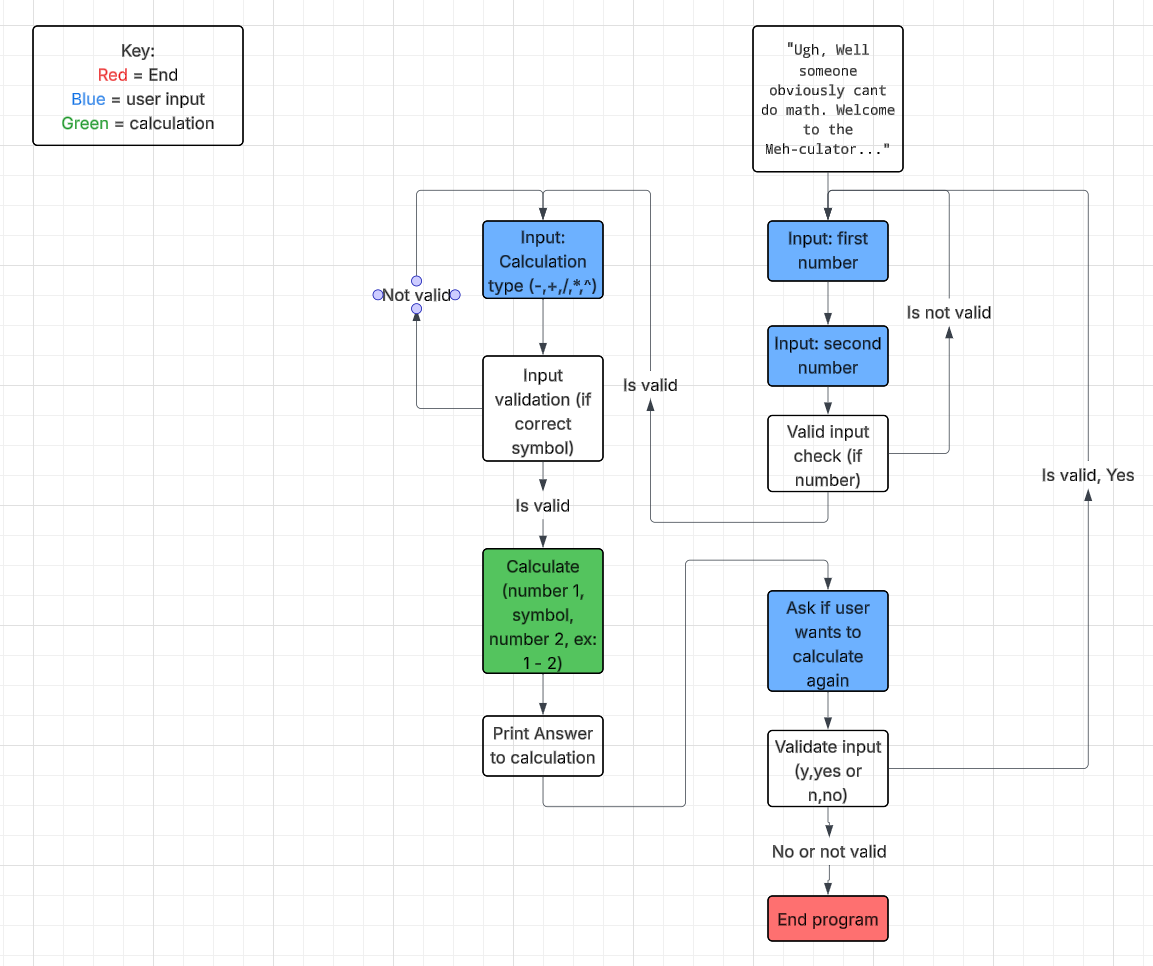 Key:
Red = End
Blue = user input
Green = calculation
"Ugh, Well
someone
obviously cant
do math. Welcome
to the
Meh-culator..."
Input: first
number
Input: second
number
Valid input
check (if
number)
Is not valid
Is valid
Input:
Calculation
type (-,+,/,*,^)
Not valid
Input
validation (if
correct
symbol)
Is valid
Calculate
(number 1,
symbol,
number 2, ex:
1 - 2)
Print Answer
to calculation
Ask if user
wants to
calculate
again
Validate input
(y,yes or
n,no)
Is valid, Yes
No or not valid
End program